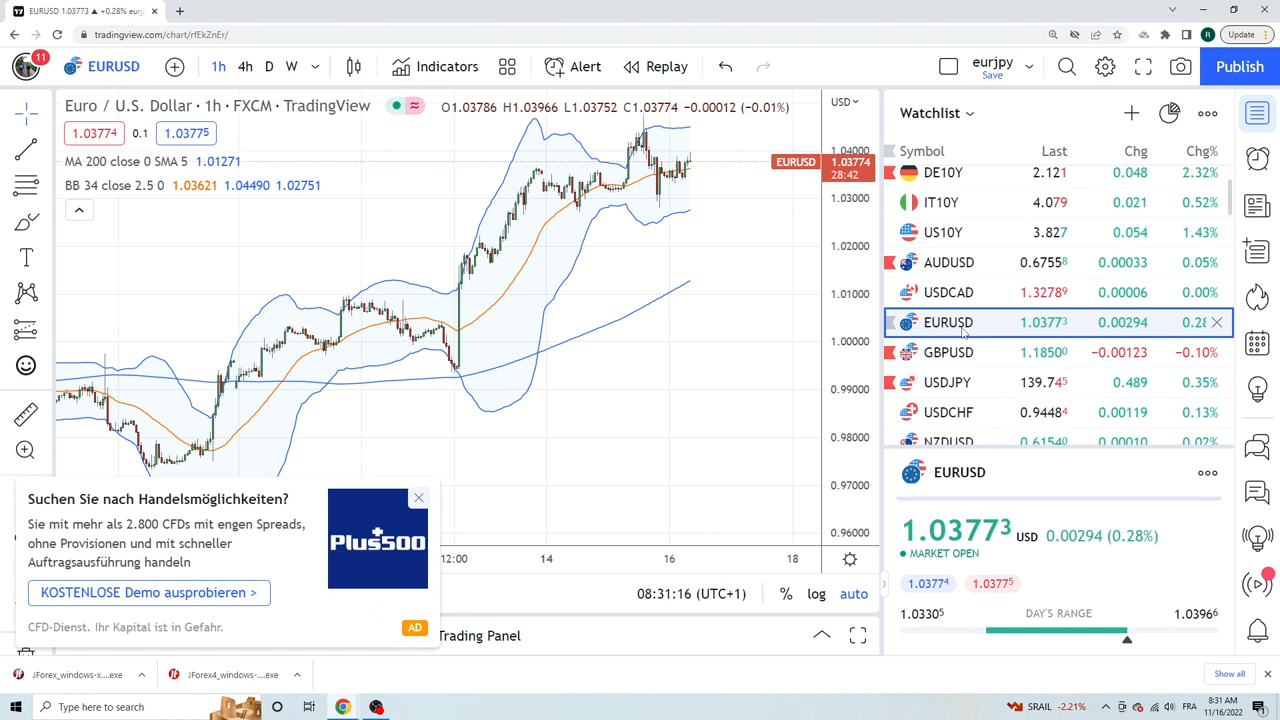 EURUSD 1.03773 ▲ +0.28% eurj
tradingview.com/chart/rfEkZnEr/
Update
11
EURUSD
1h 4h D W
Indicators
Alert
Replay
eurjpy
Save
Publish
Euro / U.S. Dollar · 1h · FXCM · TradingView
O1.03786 H1.03966 L1.03752 C1.03774 −0.00012 (−0.01%)
1.03774 0.1 1.03775
MA 200 close 0 SMA 5 1.01271
BB 34 close 2.5 0 1.03621 1.04490 1.02751
USD
1.04000
EURUSD 1.03774
28:42
1.03000
1.02000
1.01000
1.00000
0.99000
0.98000
0.97000
0.96000
12:00 14 16 18
08:31:16 (UTC+1) % log auto
Trading Panel
Suchen Sie nach Handelsmöglichkeiten?
Sie mit mehr als 2.800 CFDs mit engen Spreads,
ohne Provisionen und mit schneller
Auftragsausführung handeln
KOSTENLOSE Demo ausprobieren >
CFD-Dienst. Ihr Kapital ist in Gefahr.
Plus500
AD
Watchlist
Symbol Last Chg Chg%
DE10Y 2.121 0.048 2.32%
IT10Y 4.079 0.021 0.52%
US10Y 3.827 0.054 1.43%
AUDUSD 0.67558 0.00033 0.05%
USDCAD 1.32789 0.00006 0.00%
EURUSD 1.03773 0.00294 0.28
GBPUSD 1.18500 −0.00123 −0.10%
USDJPY 139.745 0.489 0.35%
USDCHF 0.94484 0.00119 0.13%
NZDUSD 0.61540 0.00010 0.02%
EURUSD
1.03773 USD 0.00294 (0.28%)
MARKET OPEN
1.03774 1.03775
1.03305 DAY'S RANGE 1.03966
JForex_windows-x....exe
JForex4_windows-....exe
Show all
Type here to search
SRAIL -2.21%
FRA
8:31 AM
11/16/2022